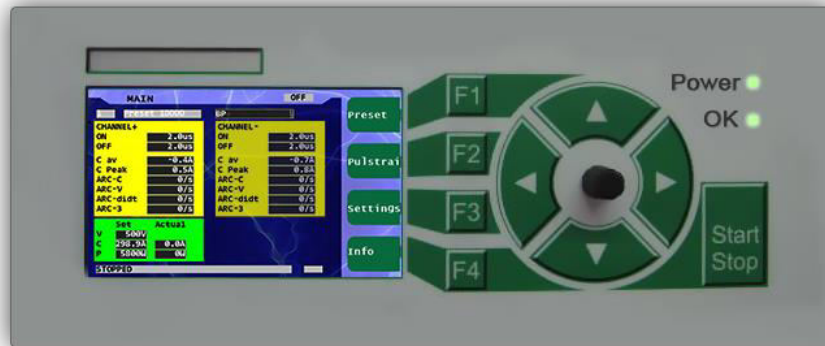 MAIN OFF
Preset 10000 BP
CHANNEL+ CHANNEL-
ON 2.0us ON 2.0us
OFF 2.0us OFF 2.0us
C av -0.4A C av -0.7A
C Peak 0.5A C Peak 0.8A
ARC-C 0/s ARC-C 0/s
ARC-V 0/s ARC-V 0/s
ARC-didt 0/s ARC-didt 0/s
ARC-3 0/s ARC-3 0/s
Set Actual
V 500V
C 298.9A 0.0A
P 5800W 0W
STOPPED
Preset
Pulstrai
Settings
Info
F1
F2
F3
F4
Power
OK
Start
Stop